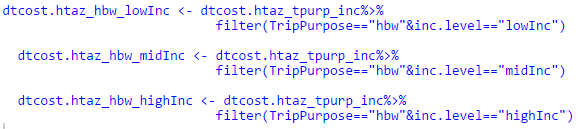 dtcost.htaz_hbw_lowInc <- dtcost.htaz_tpurp_inc%>%
filter(TripPurpose=="hbw"&inc.level=="lowInc")
dtcost.htaz_hbw_midInc <- dtcost.htaz_tpurp_inc%>%
filter(TripPurpose=="hbw"&inc.level=="midInc")
dtcost.htaz_hbw_highInc <- dtcost.htaz_tpurp_inc%>%
filter(TripPurpose=="hbw"&inc.level=="highInc")